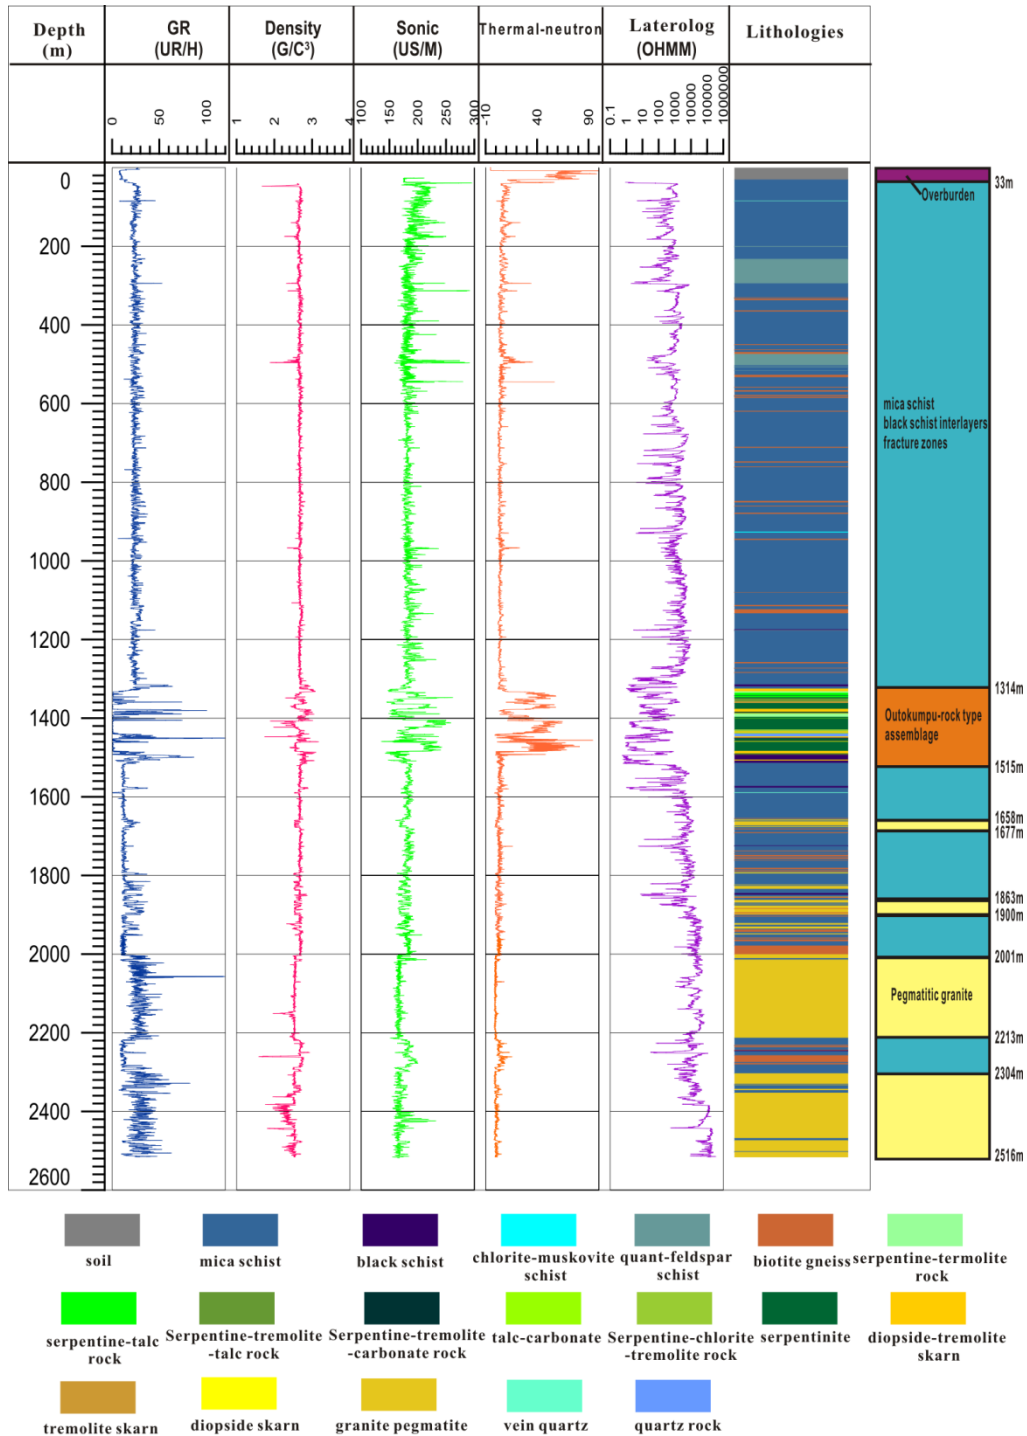 Depth
(m)
GR
(UR/H)
Density
(G/C³)
Sonic
(US/M)
Thermal-neutron
Laterolog
(OHMM)
Lithologies
0
50
100
1
2
3
4
100
150
200
250
300
-10
40
90
0.1
1
10
100
1000
10000
100000
1000000
0
200
400
600
800
1000
1200
1400
1600
1800
2000
2200
2400
2600
Overburden
33m
mica schist
black schist interlayers
fracture zones
1314m
Outokumpu-rock type
assemblage
1515m
1658m
1677m
1863m
1900m
2001m
Pegmatitic granite
2213m
2304m
2516m
soil
mica schist
black schist
chlorite-muskovite
schist
quant-feldspar
schist
biotite gneiss
serpentine-termolite
rock
serpentine-talc
rock
Serpentine-tremolite
-talc rock
Serpentine-tremolite
-carbonate rock
talc-carbonate
Serpentine-chlorite
-tremolite rock
serpentinite
diopside-tremolite
skarn
tremolite skarn
diopside skarn
granite pegmatite
vein quartz
quartz rock